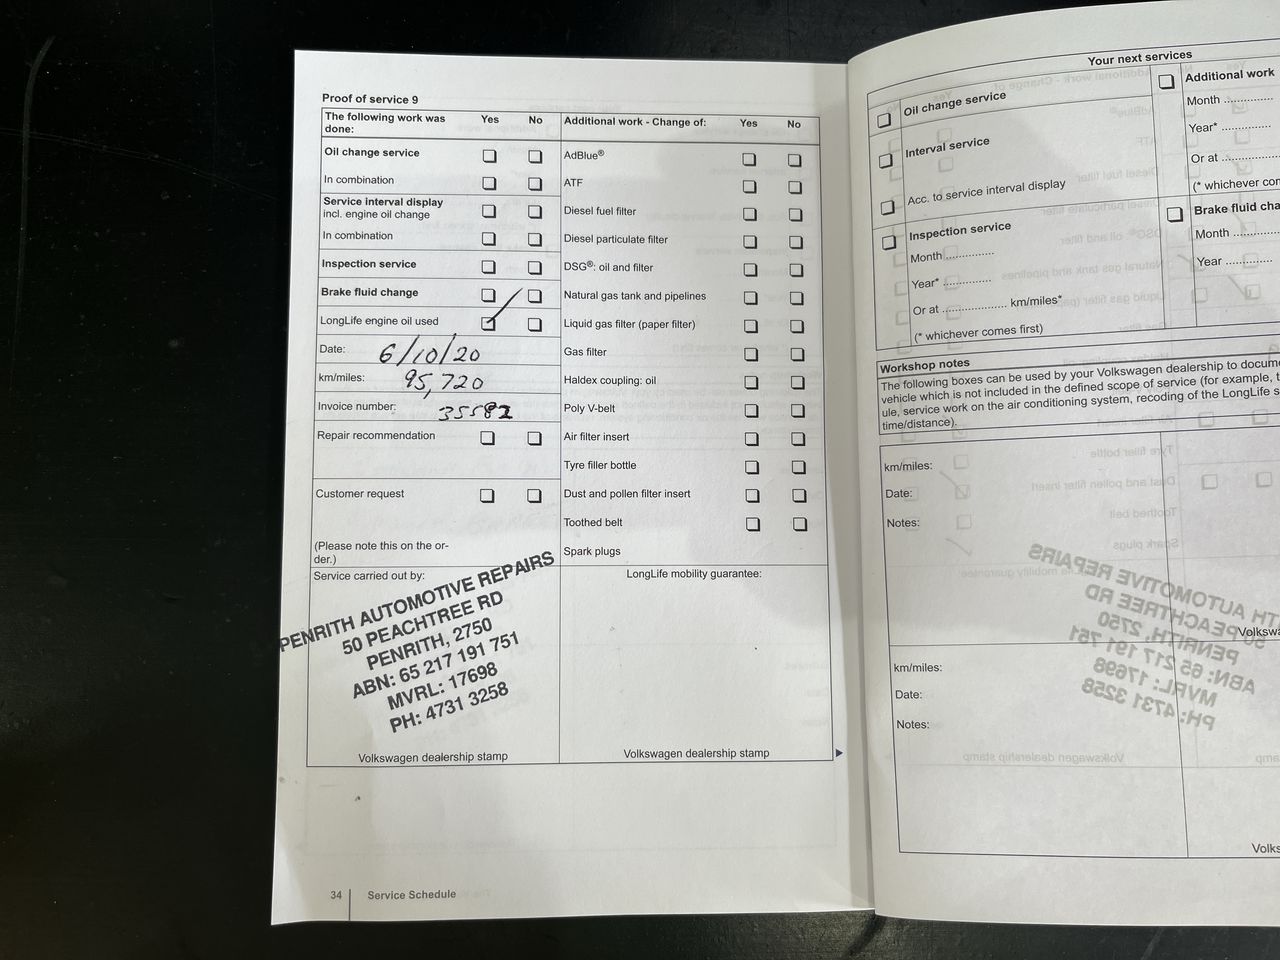 Proof of service 9
The following work was done: Yes No Additional work - Change of: Yes No
Oil change service
AdBlue®
In combination
ATF
Service interval display
incl. engine oil change
Diesel fuel filter
In combination
Diesel particulate filter
Inspection service
DSG®: oil and filter
Brake fluid change
Natural gas tank and pipelines
LongLife engine oil used
Liquid gas filter (paper filter)
Date: 6/10/20
Gas filter
km/miles: 95,720
Haldex coupling: oil
Invoice number: 35582
Poly V-belt
Repair recommendation
Air filter insert
Tyre filler bottle
Customer request
Dust and pollen filter insert
Toothed belt
(Please note this on the or-
der.)
Spark plugs
Service carried out by:
LongLife mobility guarantee:
PENRITH AUTOMOTIVE REPAIRS
50 PEACHTREE RD
PENRITH, 2750
ABN: 65 217 191 751
MVRL: 17698
PH: 4731 3258
Volkswagen dealership stamp
Volkswagen dealership stamp
34 Service Schedule
Your next services
Oil change service
Interval service
Acc. to service interval display
Inspection service
Month ..............
Year* ..............
Or at .................... km/miles*
(* whichever comes first)
Additional work
Month ..............
Year* ..............
Or at ..............
(* whichever
Month ..............
Year ..............
Workshop notes
The following boxes can be used by your Volkswagen dealership to
vehicle which is not included in the defined scope of service (for example,
ule, service work on the air conditioning system, recoding of the LongLife
time/distance).
km/miles:
Date:
Notes:
km/miles:
Date:
Notes: